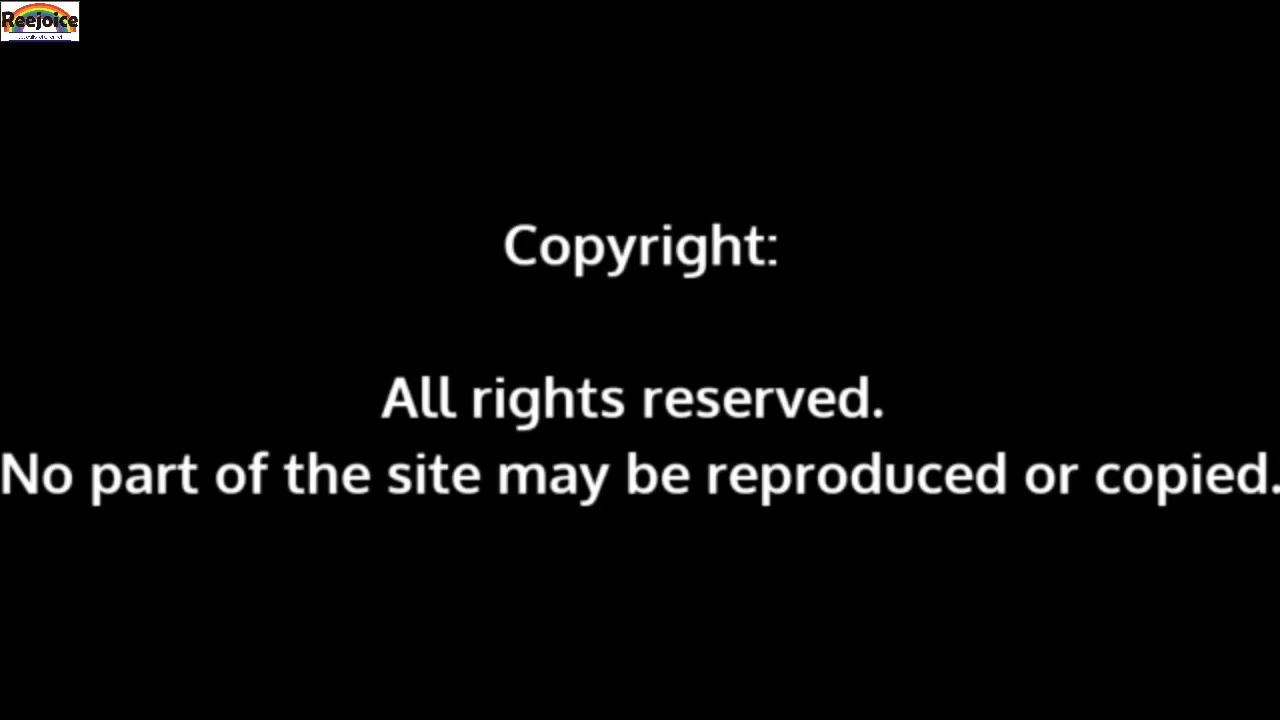 Reejoice
Copyright:
All rights reserved.
No part of the site may be reproduced or copied.